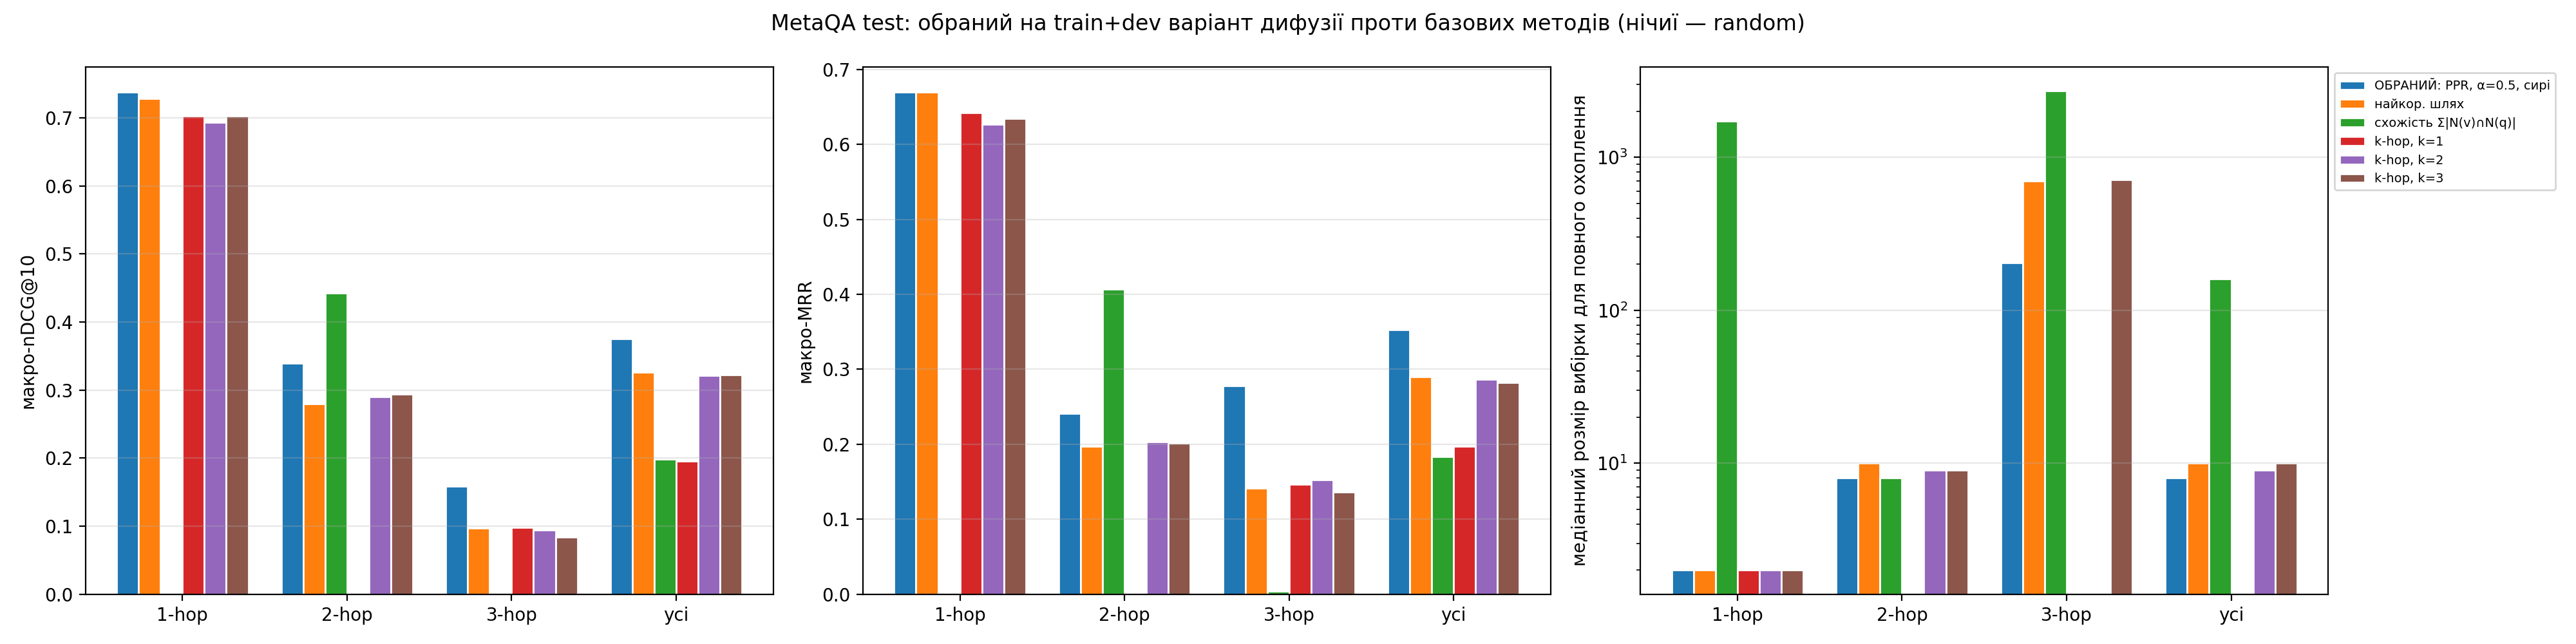 MetaQA test: обраний на train+dev варіант дифузії проти базових методів (нічиї — random)
макро-nDCG@10
0.7
0.6
0.5
0.4
0.3
0.2
0.1
0.0
1-hop
2-hop
3-hop
усі
макро-MRR
0.7
0.6
0.5
0.4
0.3
0.2
0.1
0.0
1-hop
2-hop
3-hop
усі
медіанний розмір вибірки для повного охоплення
10³
10²
10¹
1-hop
2-hop
3-hop
усі
ОБРАНИЙ: PPR, α=0.5, сирі
найкор. шлях
схожість Σ|N(v)∩N(q)|
k-hop, k=1
k-hop, k=2
k-hop, k=3